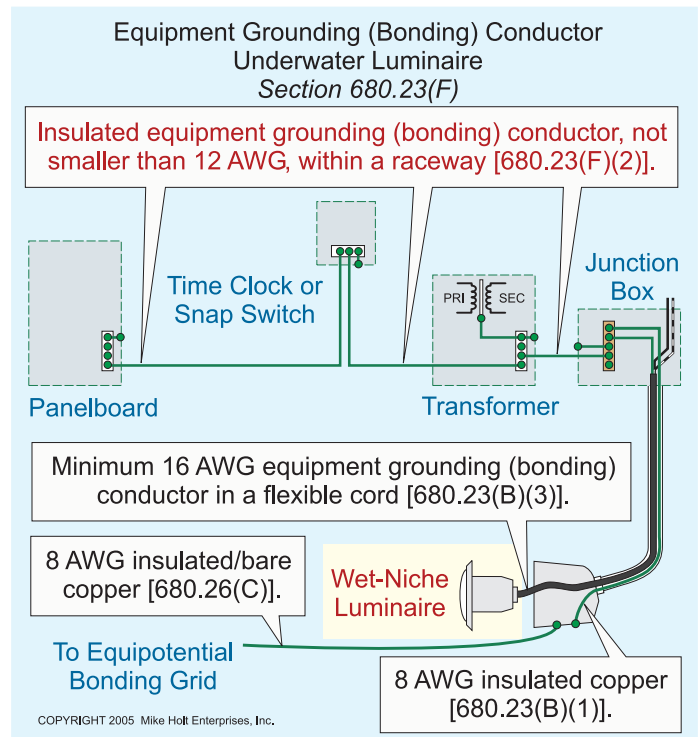 Equipment Grounding (Bonding) Conductor
Underwater Luminaire
Section 680.23(F)
Insulated equipment grounding (bonding) conductor, not
smaller than 12 AWG, within a raceway [680.23(F)(2)].
Time Clock or
Snap Switch
Junction
Box
PRI
SEC
Panelboard
Transformer
Minimum 16 AWG equipment grounding (bonding)
conductor in a flexible cord [680.23(B)(3)].
8 AWG insulated/bare
copper [680.26(C)].
Wet-Niche
Luminaire
To Equipotential
Bonding Grid
8 AWG insulated copper
[680.23(B)(1)].
COPYRIGHT 2005 Mike Holt Enterprises, Inc.